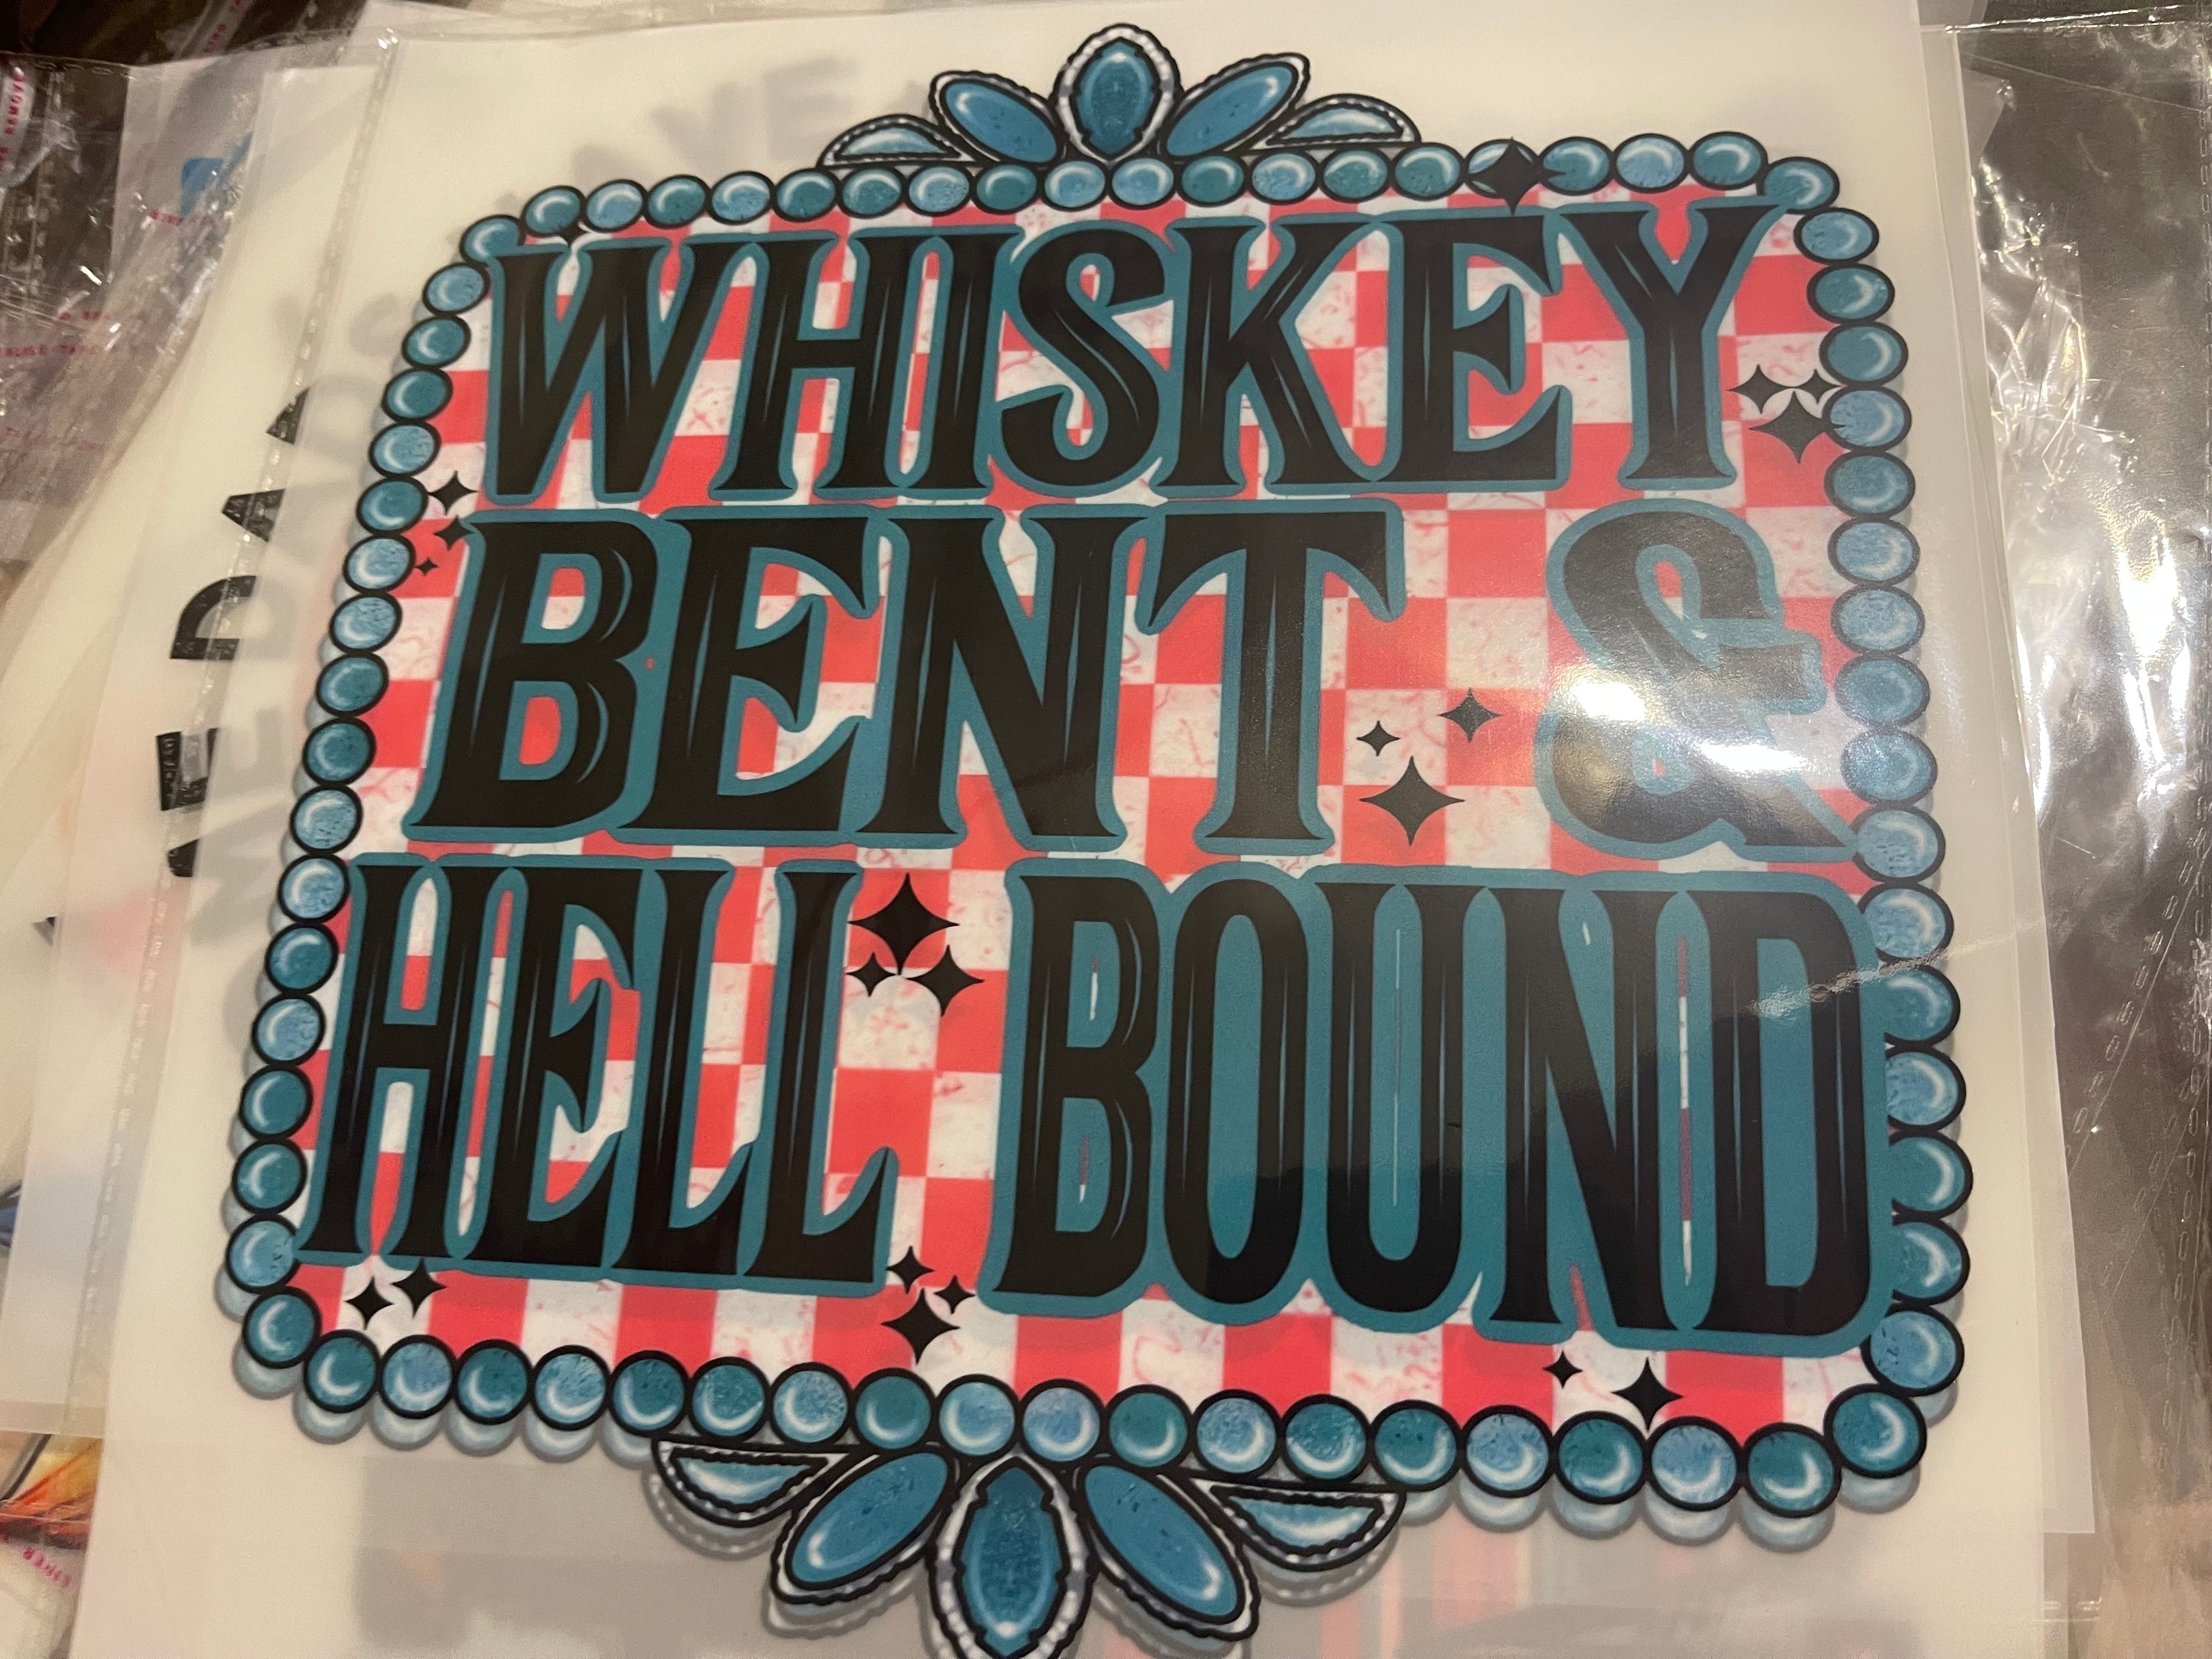 WHISKEY
BENT &
HELL BOUND